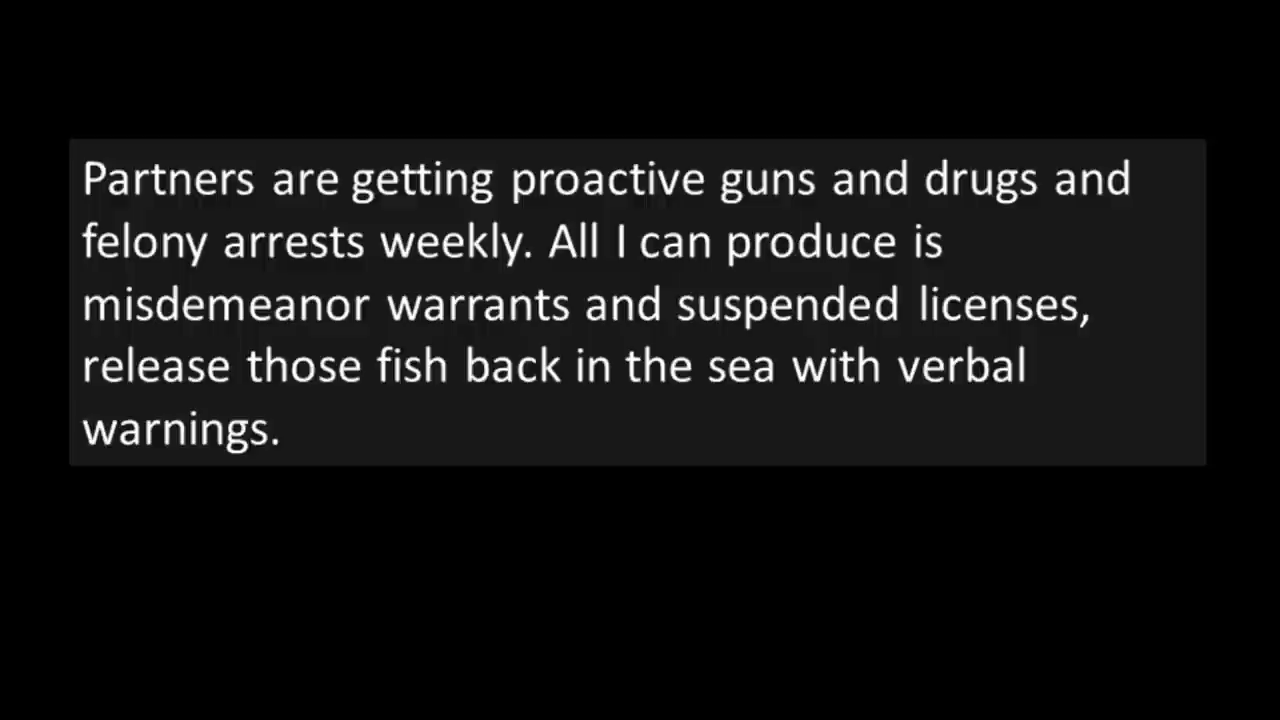 Partners are getting proactive guns and drugs and
felony arrests weekly. All I can produce is
misdemeanor warrants and suspended licenses,
release those fish back in the sea with verbal
warnings.